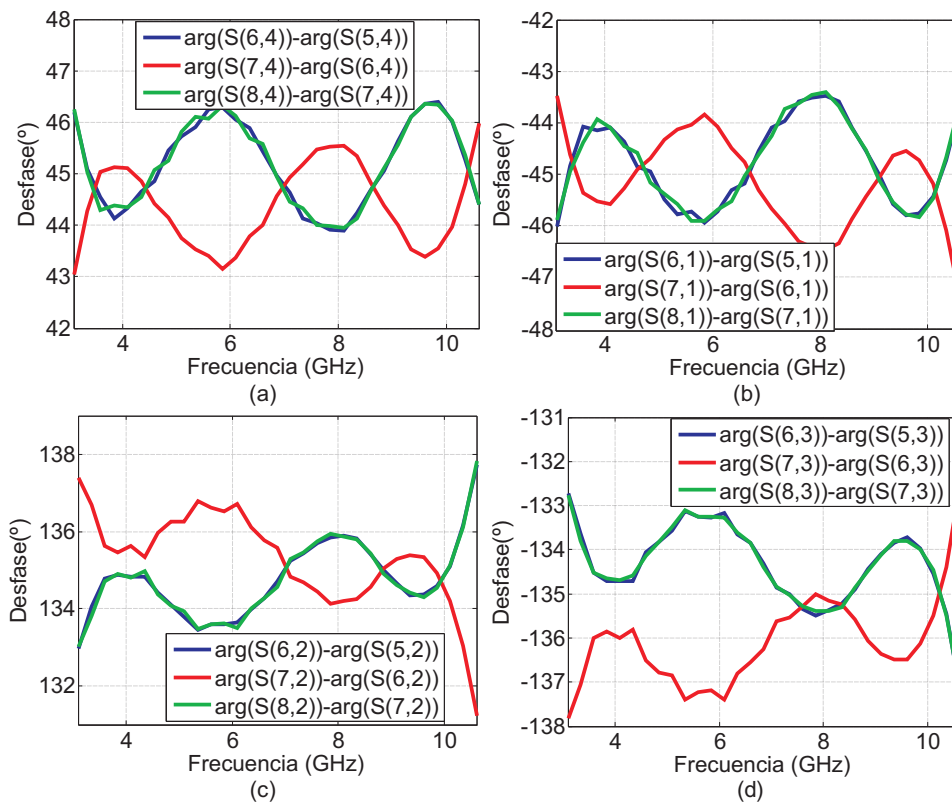 48
47
46
45
44
43
42
Desfase(º)
arg(S(6,4))-arg(S(5,4))
arg(S(7,4))-arg(S(6,4))
arg(S(8,4))-arg(S(7,4))
4 6 8 10
Frecuencia (GHz)
(a)
-42
-43
-44
-45
-46
-47
-48
Desfase(º)
arg(S(6,1))-arg(S(5,1))
arg(S(7,1))-arg(S(6,1))
arg(S(8,1))-arg(S(7,1))
4 6 8 10
Frecuencia (GHz)
(b)
138
136
134
132
Desfase(º)
arg(S(6,2))-arg(S(5,2))
arg(S(7,2))-arg(S(6,2))
arg(S(8,2))-arg(S(7,2))
4 6 8 10
Frecuencia (GHz)
(c)
-131
-132
-133
-134
-135
-136
-137
-138
Desfase(º)
arg(S(6,3))-arg(S(5,3))
arg(S(7,3))-arg(S(6,3))
arg(S(8,3))-arg(S(7,3))
4 6 8 10
Frecuencia (GHz)
(d)